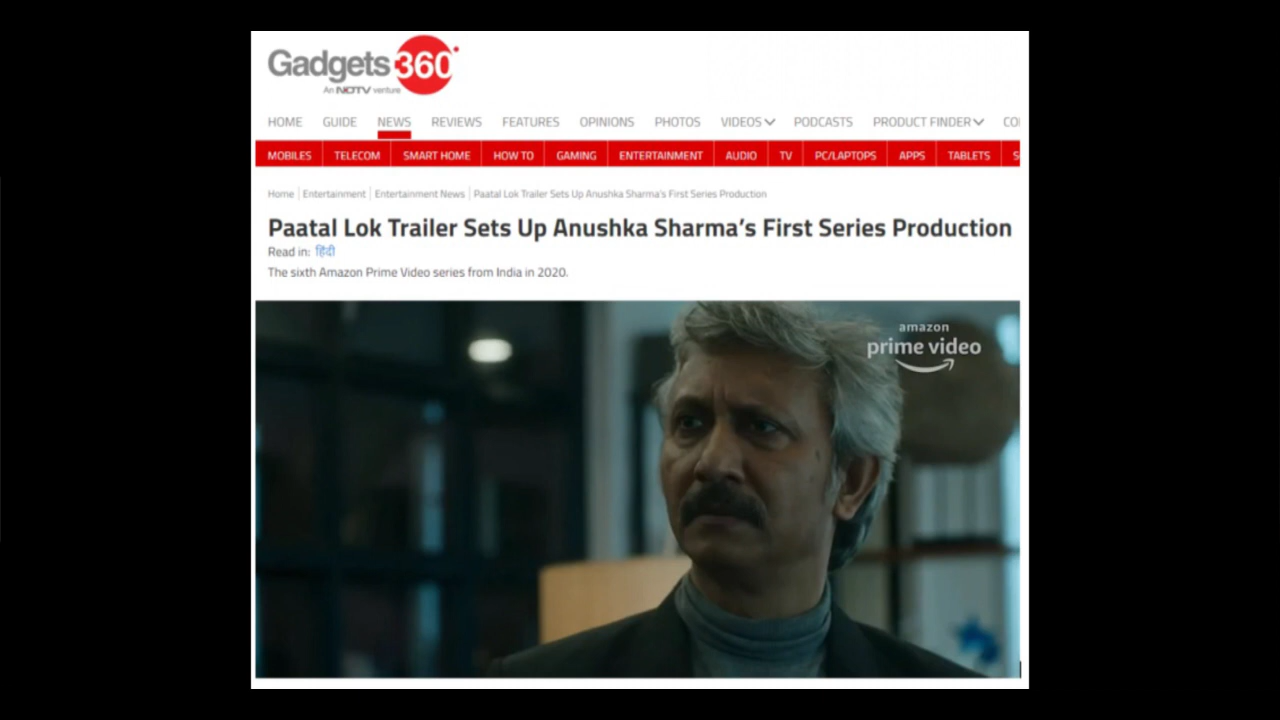 Gadgets 360
An NDTV venture
HOME GUIDE NEWS REVIEWS FEATURES OPINIONS PHOTOS VIDEOS PODCASTS PRODUCT FINDER CO
MOBILES TELECOM SMART HOME HOW TO GAMING ENTERTAINMENT AUDIO TV PC/LAPTOPS APPS TABLETS S
Home | Entertainment | Entertainment News | Paatal Lok Trailer Sets Up Anushka Sharma's First Series Production
Paatal Lok Trailer Sets Up Anushka Sharma's First Series Production
Read in: हिंदी
The sixth Amazon Prime Video series from India in 2020.
amazon
prime video